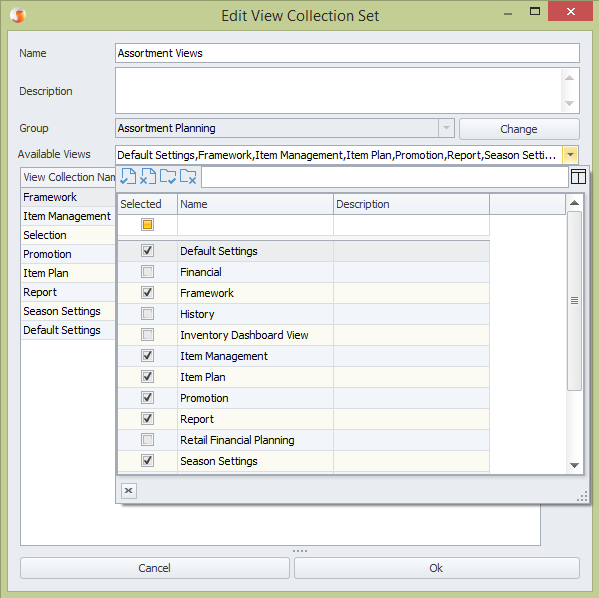 Edit View Collection Set
Name Assortment Views
Description
Group Assortment Planning Change
Available Views Default Settings,Framework,Item Management,Item Plan,Promotion,Report,Season Setti...
View Collection Nam
Framework
Item Management
Selection
Promotion
Item Plan
Report
Season Settings
Default Settings
Selected Name Description
Default Settings
Financial
Framework
History
Inventory Dashboard View
Item Management
Item Plan
Promotion
Report
Retail Financial Planning
Season Settings
Cancel Ok